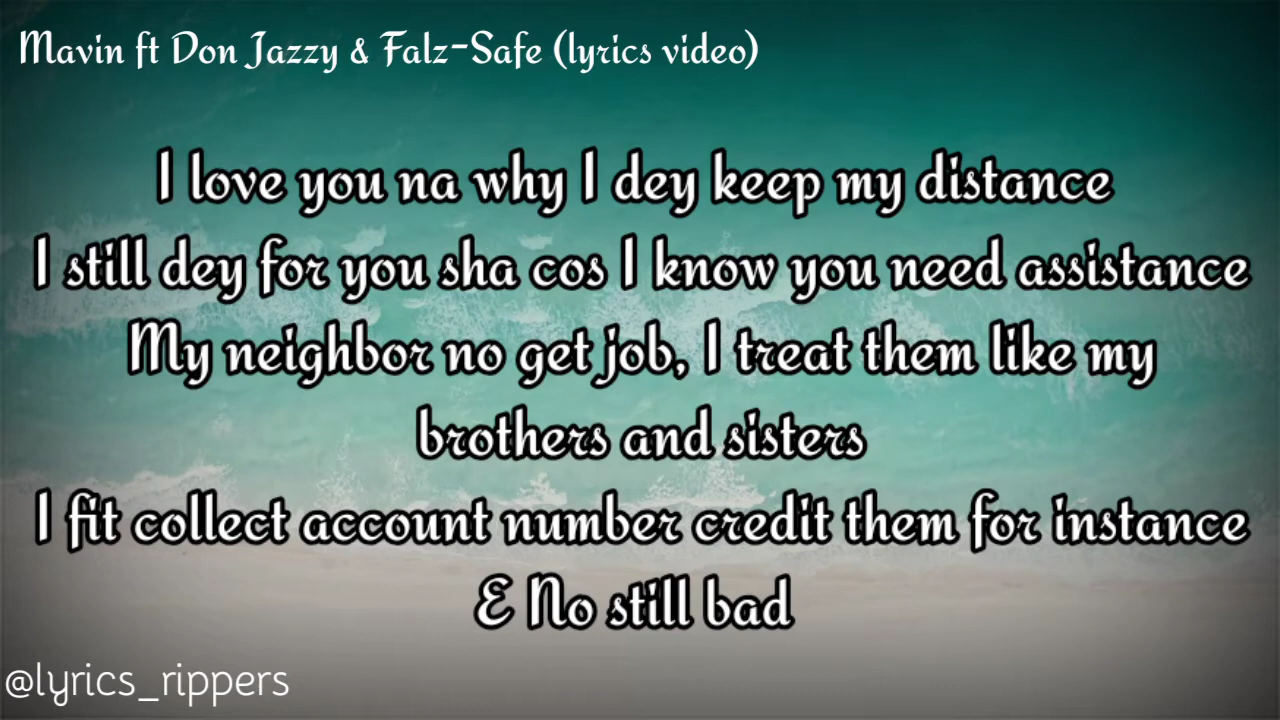 Mavin ft Don Jazzy & Falz-Safe (lyrics video)
I love you na why I dey keep my distance
I still dey for you sha cos I know you need assistance
My neighbor no get job, I treat them like my
brothers and sisters
I fit collect account number credit them for instance
E No still bad
@lyrics_rippers